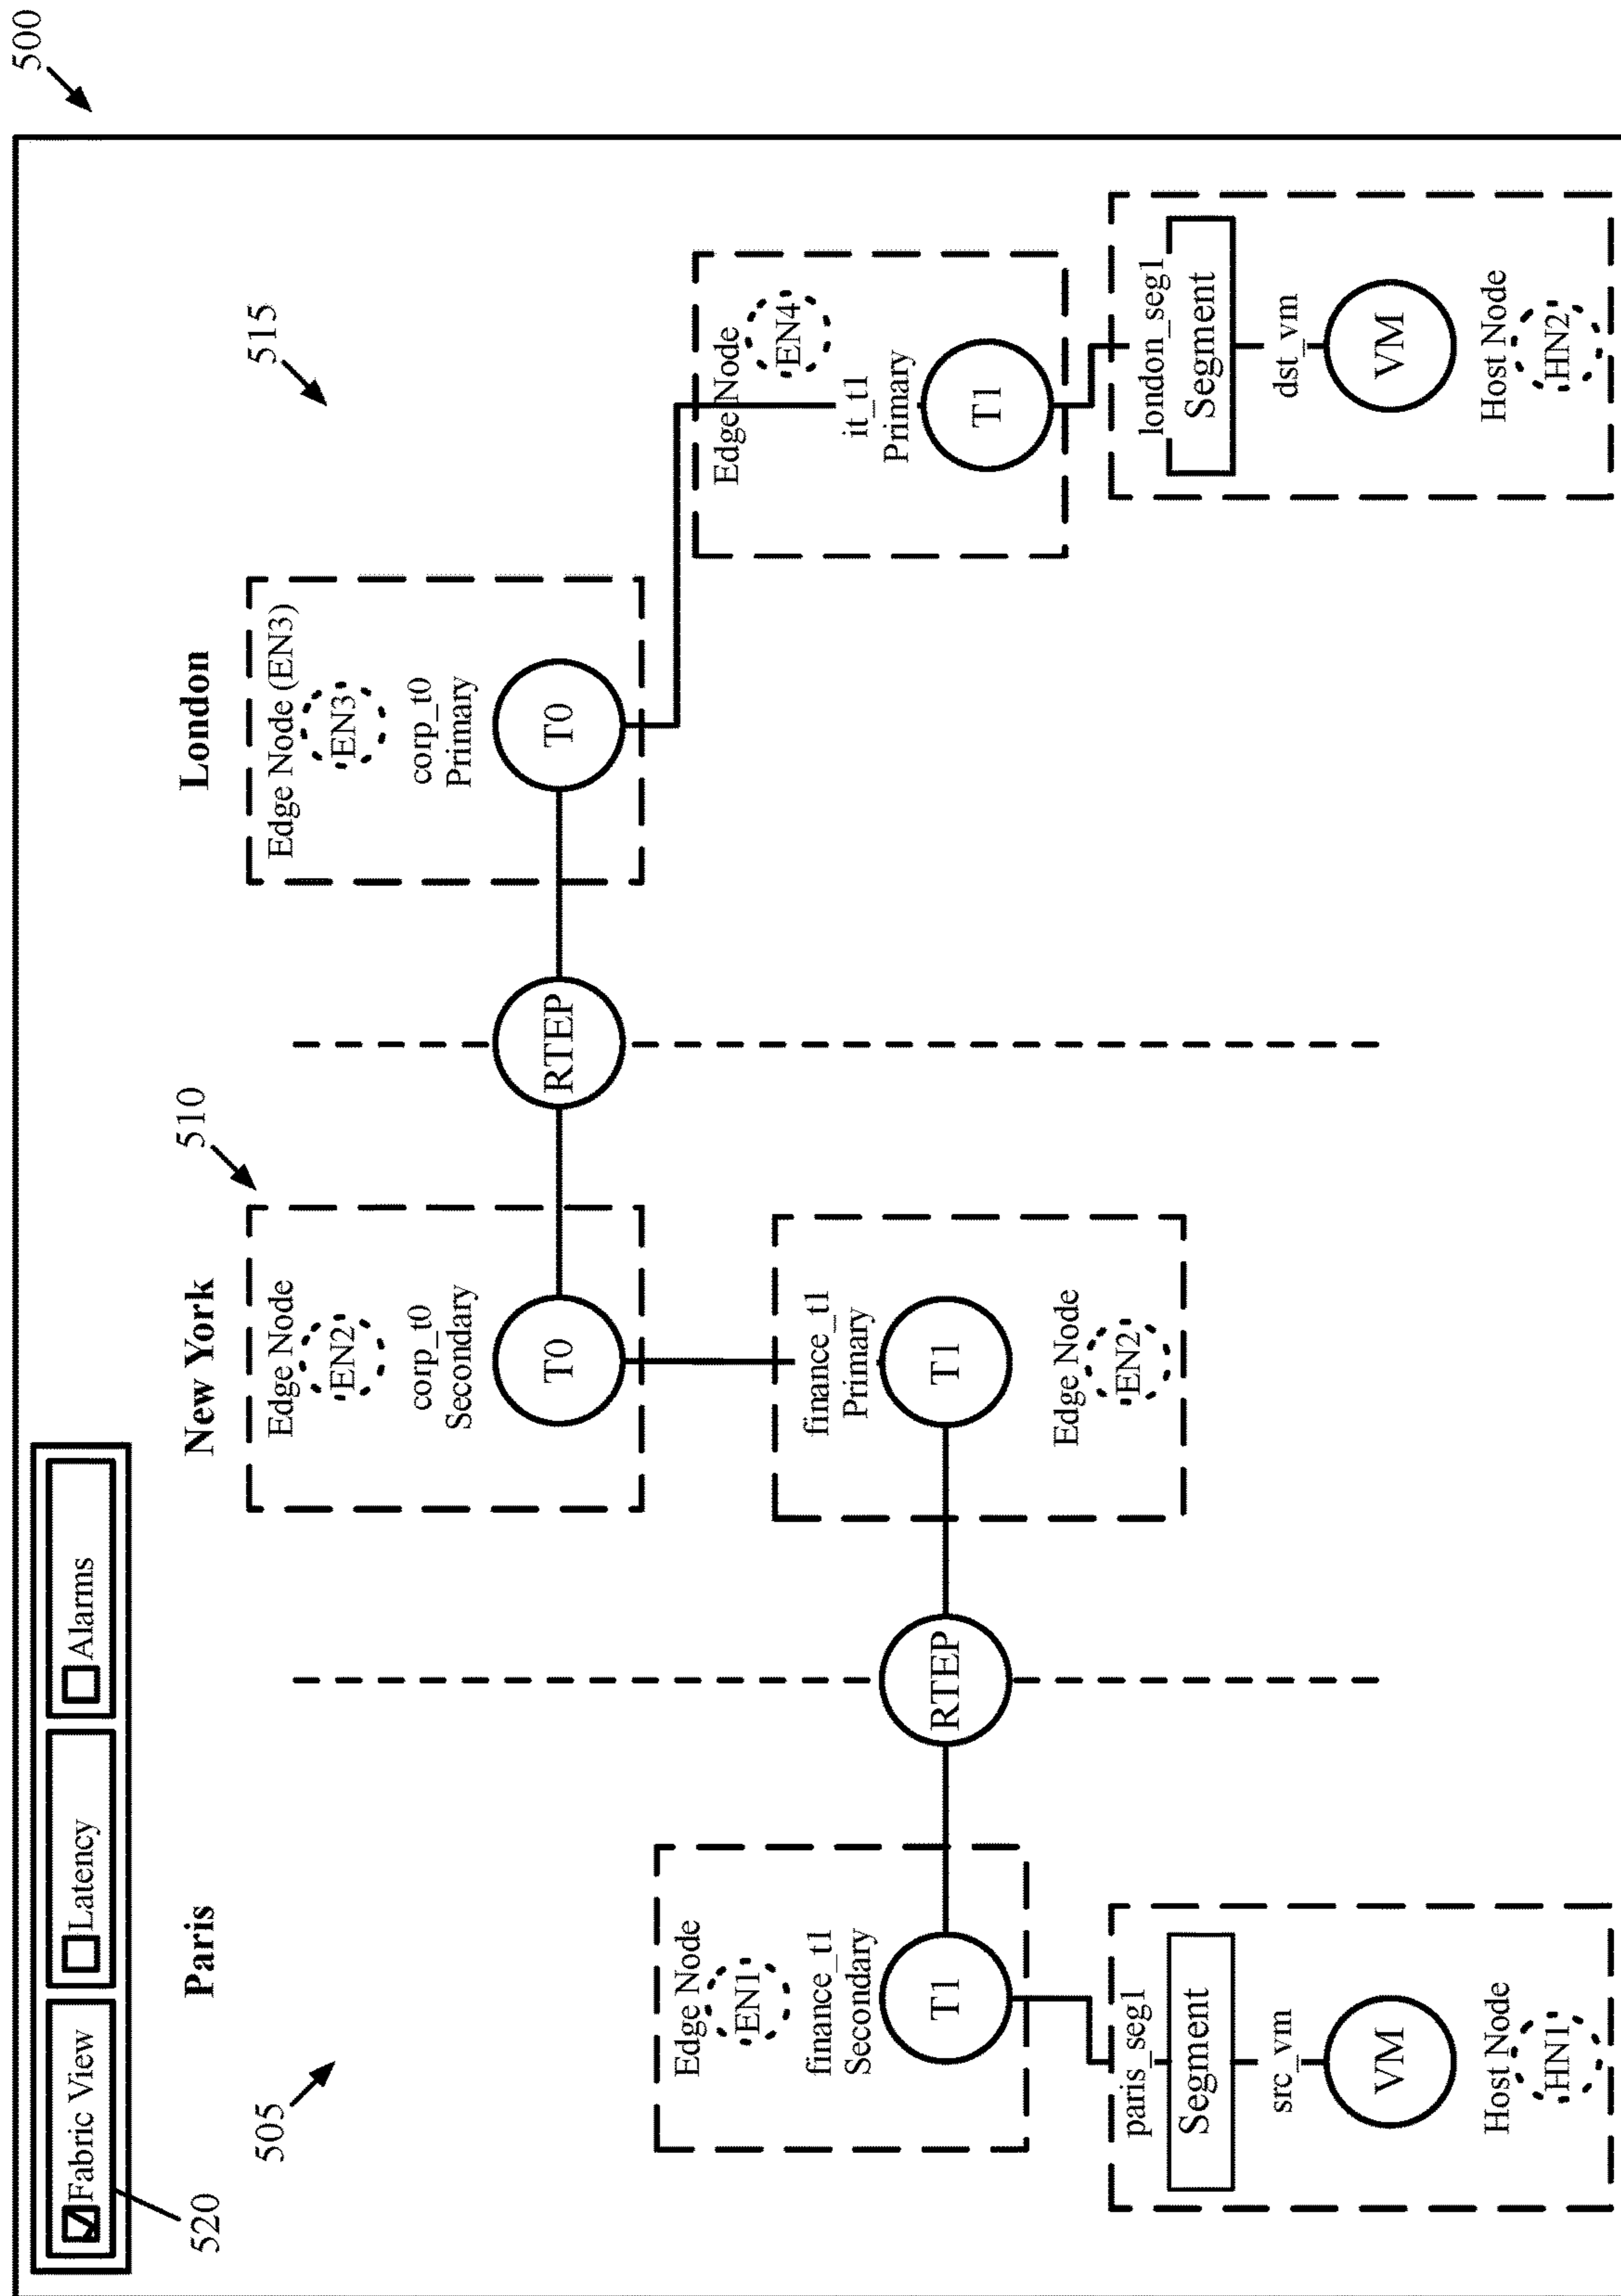 500
Fabric View
Latency
Alarms
520
Paris
New York
London
505
510
515
Edge Node
EN1
finance_t1
Secondary
T1
paris_seg1
Segment
src_vm
VM
Host Node
HN1
RTEP
Edge Node
EN2
corp_t0
Secondary
T0
finance_t1
Primary
T1
Edge Node
EN2
RTEP
Edge Node (EN3)
EN3
corp_t0
Primary
T0
Edge Node
EN4
it_t1
Primary
T1
london_seg1
Segment
dst_vm
VM
Host Node
HN2